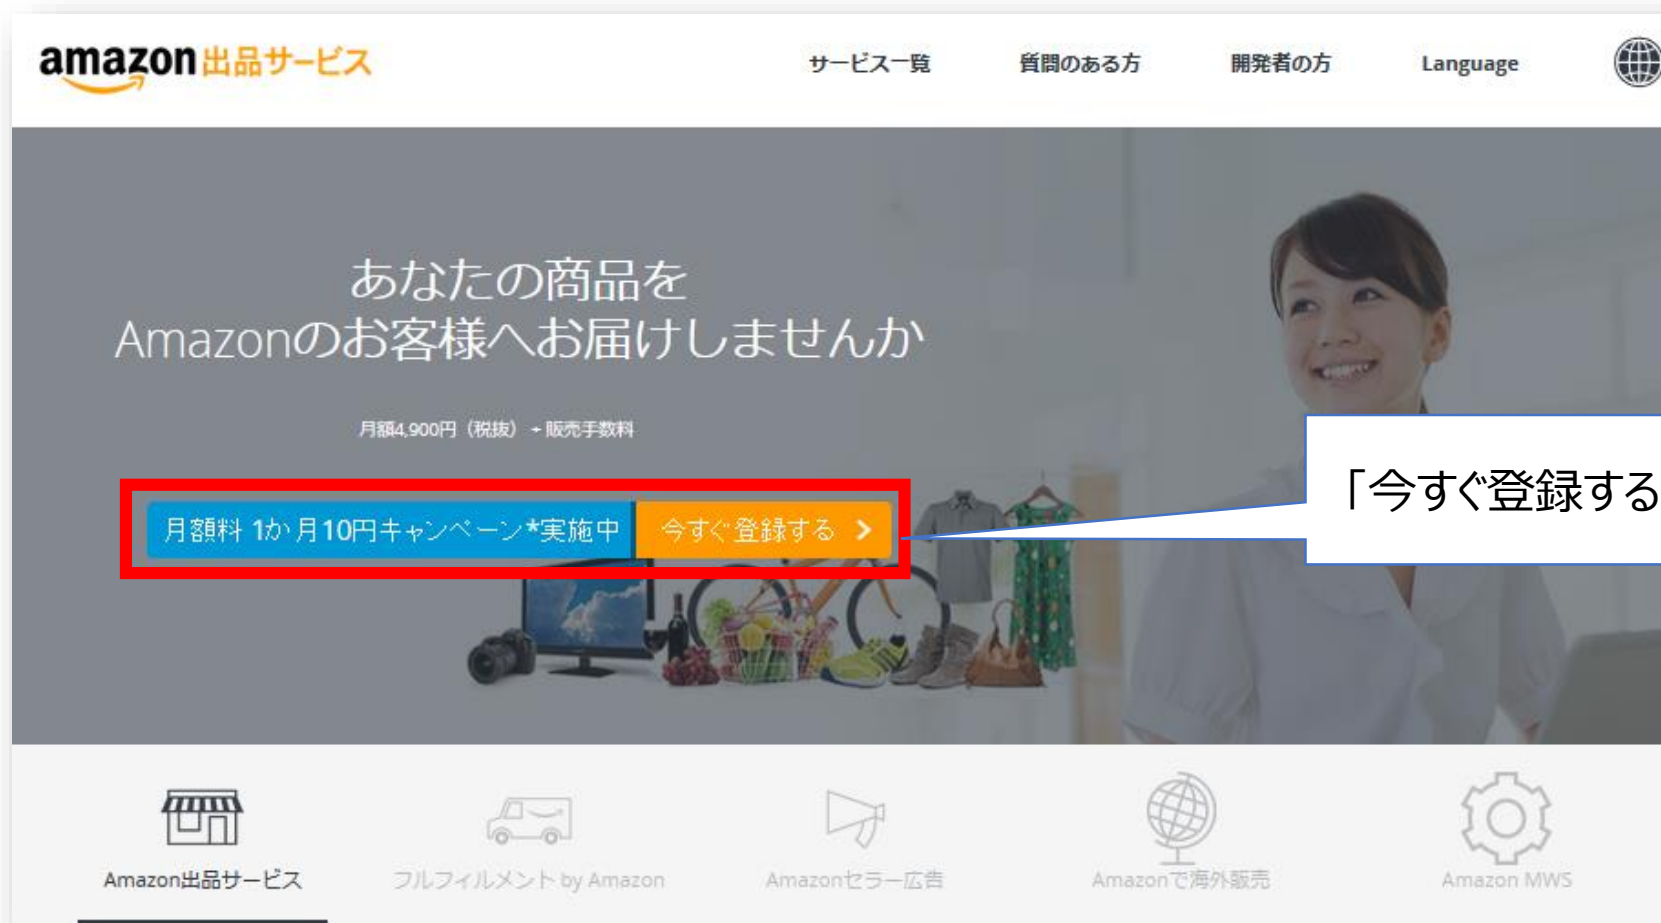 amazon 出品サービス
サービス一覧 質問のある方 開発者の方 Language
あなたの商品を
Amazonのお客様へお届けしませんか
月額4,900円（税抜） + 販売手数料
月額料 1か月10円キャンペーン*実施中 今すぐ登録する
「今すぐ登録する
Amazon出品サービス フルフィルメント by Amazon Amazonセラー広告 Amazonで海外販売 Amazon MWS